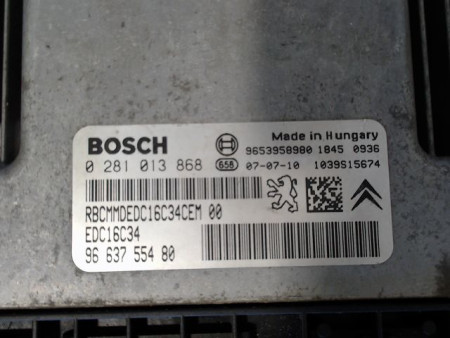 BOSCH
Made in Hungary
9653958980 1845 0936
0 281 013 868 658 07-07-10 1039S15674
RBCMMDEDC16C34CEM 00
EDC16C34
96 637 554 80